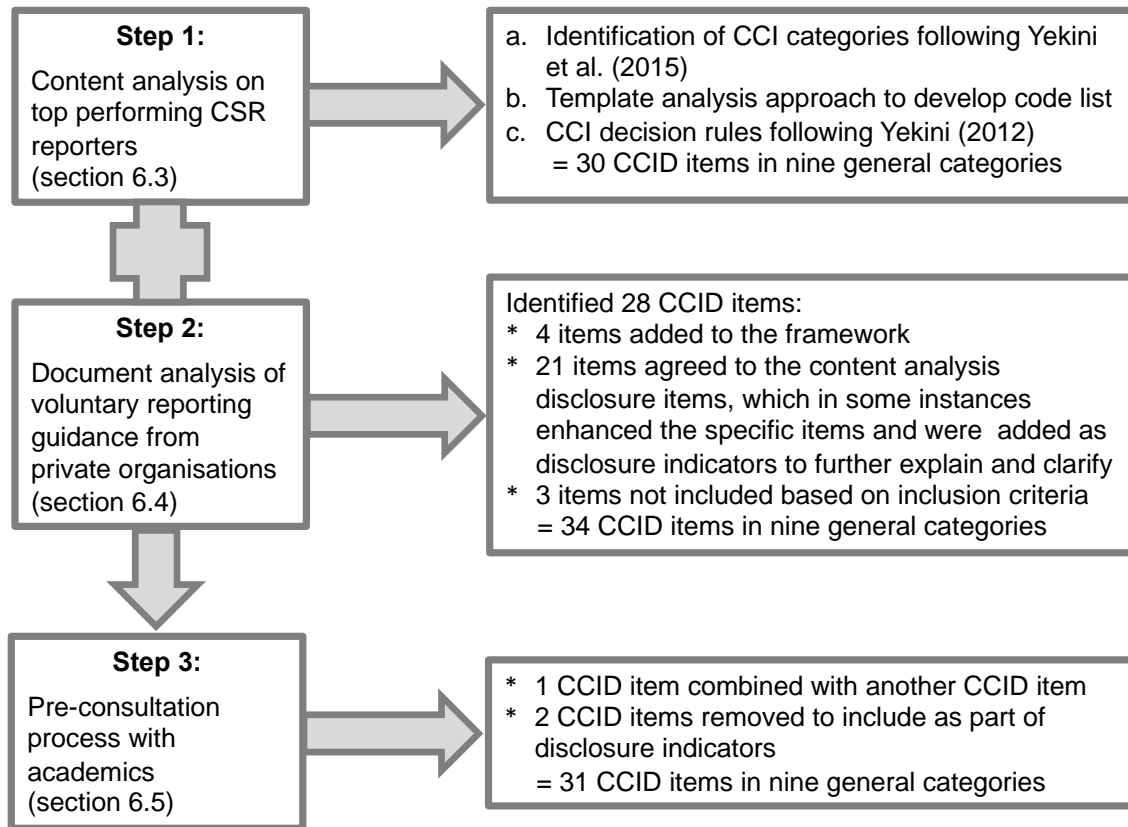 Step 1:
Content analysis on
top performing CSR
reporters
(section 6.3)
a. Identification of CCI categories following Yekini
et al. (2015)
b. Template analysis approach to develop code list
c. CCI decision rules following Yekini (2012)
= 30 CCID items in nine general categories
Step 2:
Document analysis of
voluntary reporting
guidance from
private organisations
(section 6.4)
Identified 28 CCID items:
* 4 items added to the framework
* 21 items agreed to the content analysis
disclosure items, which in some instances
enhanced the specific items and were added as
disclosure indicators to further explain and clarify
* 3 items not included based on inclusion criteria
= 34 CCID items in nine general categories
Step 3:
Pre-consultation
process with
academics
(section 6.5)
* 1 CCID item combined with another CCID item
* 2 CCID items removed to include as part of
disclosure indicators
= 31 CCID items in nine general categories